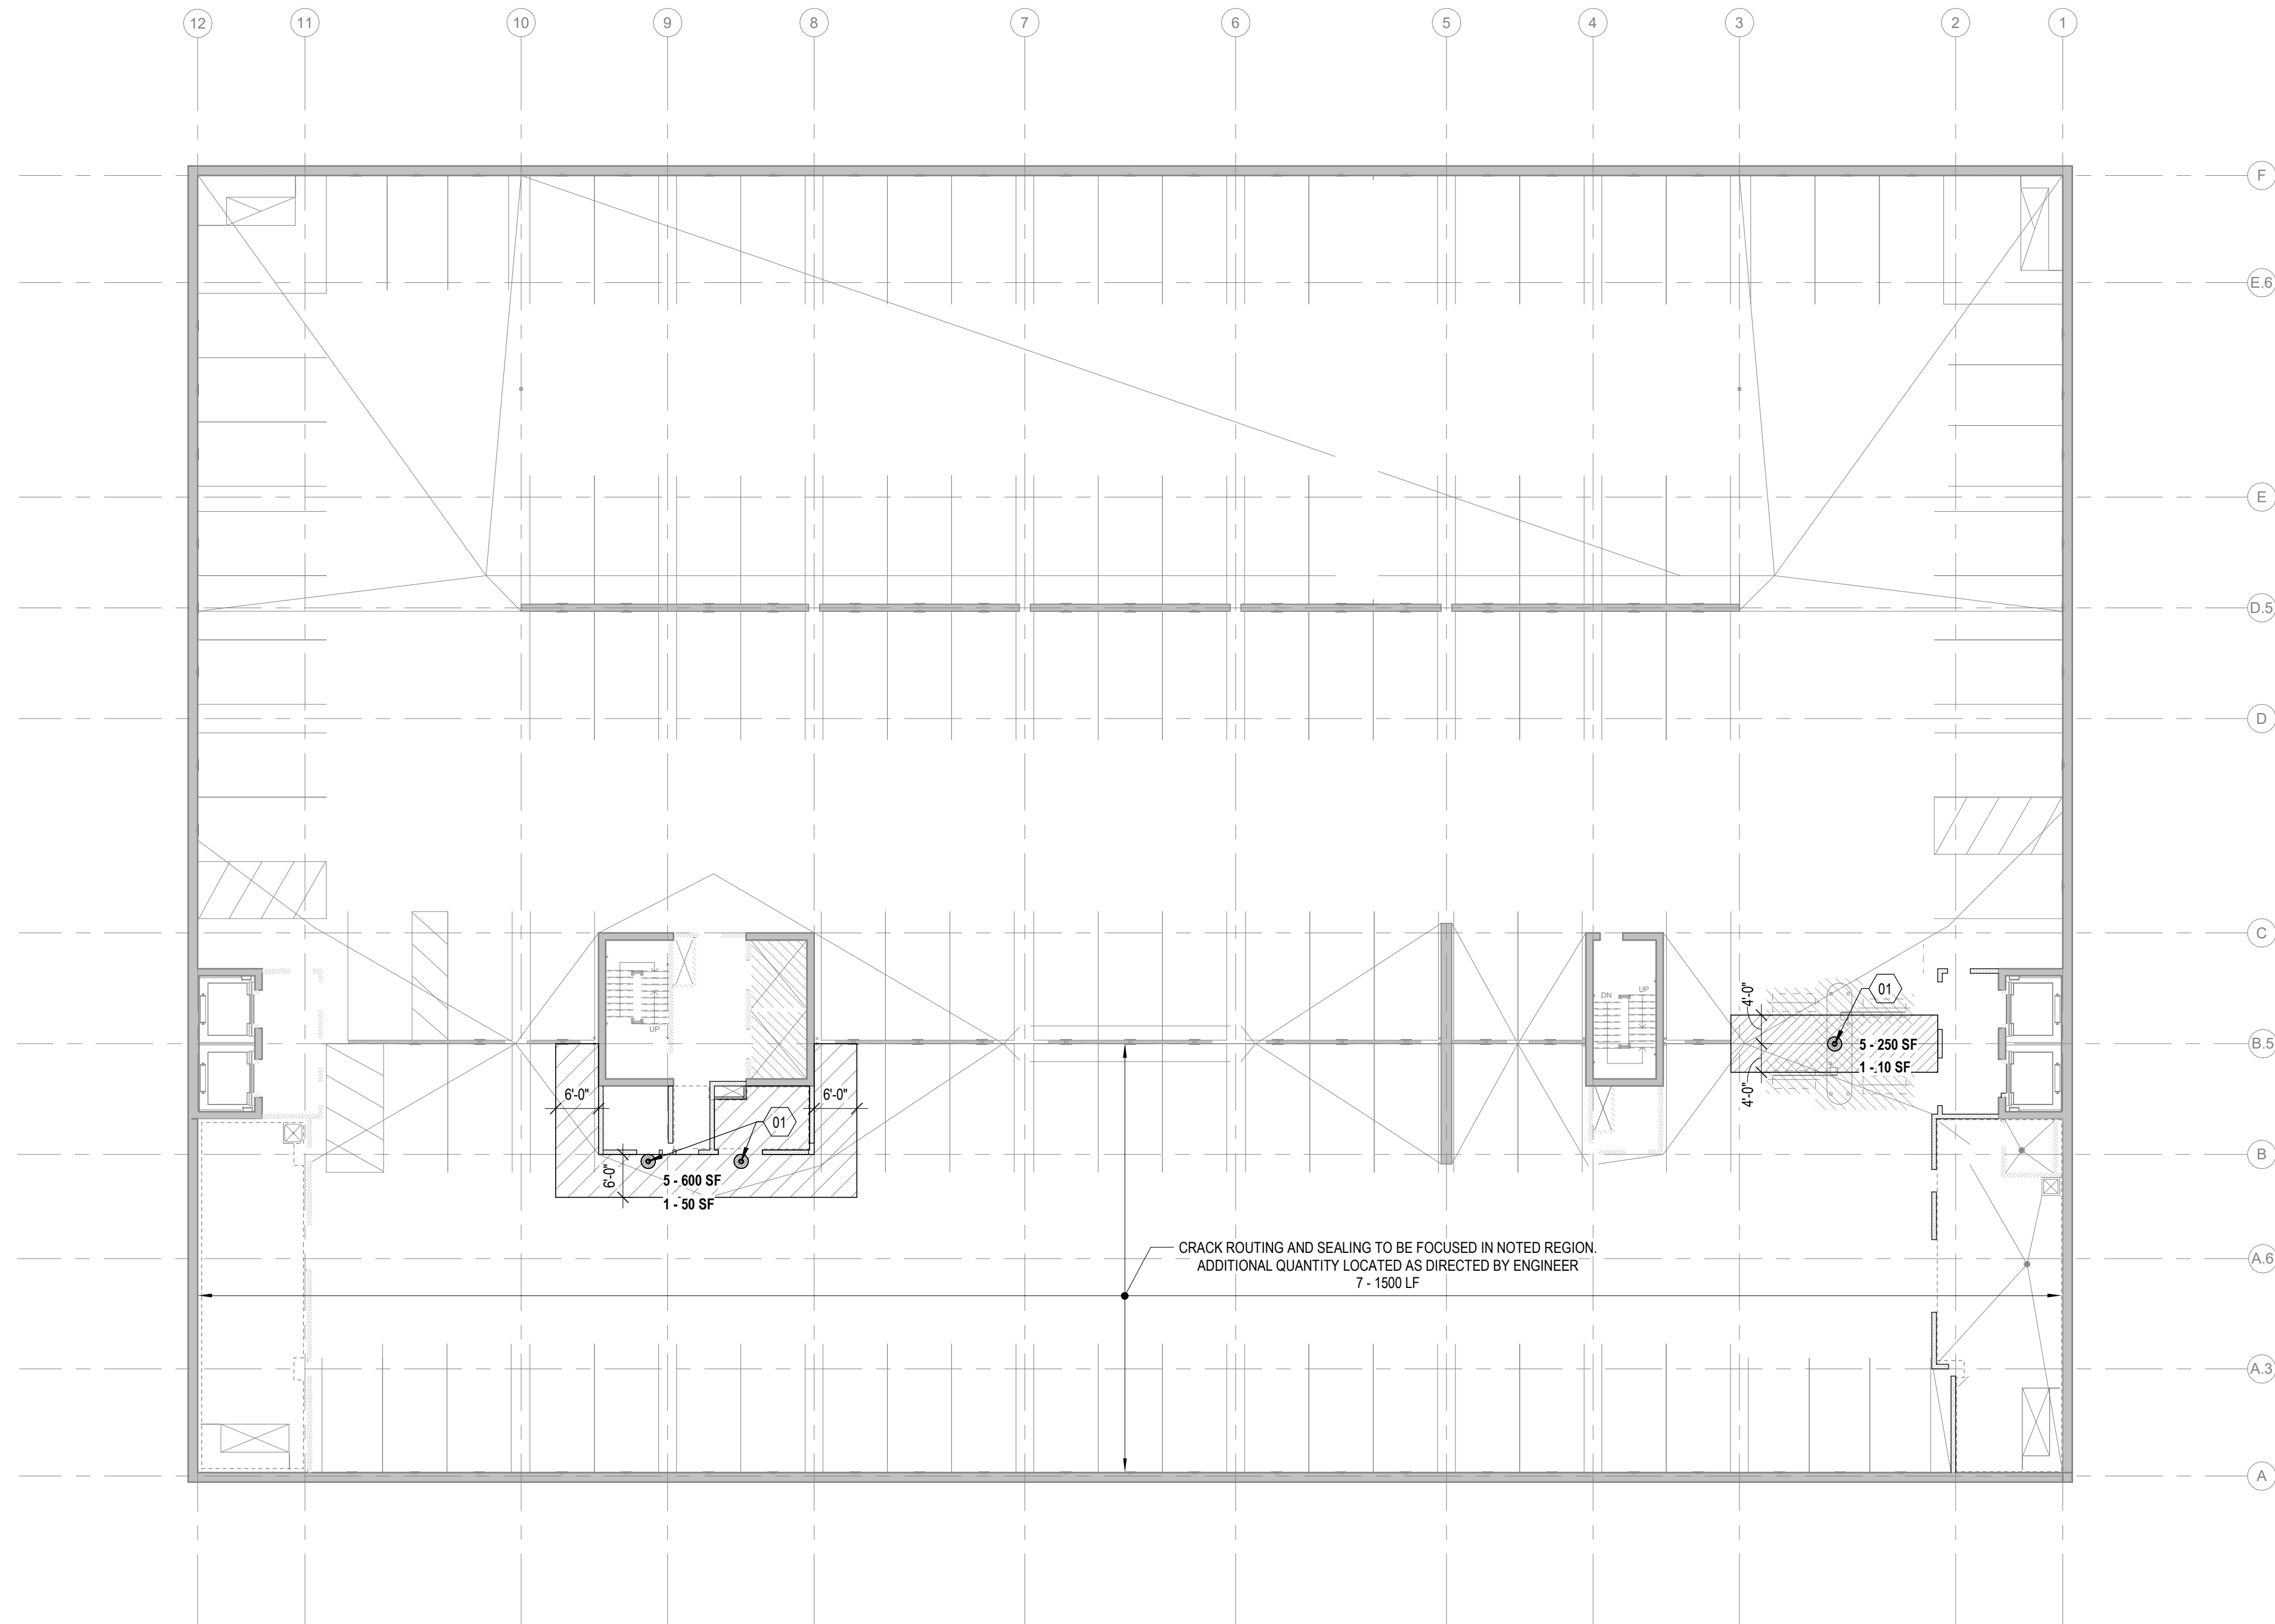 12
11
10
9
8
7
6
5
4
3
2
1
F
E.6
E
D.5
D
C
UP
DN
UP
4'-0"
01
B.5
5 - 250 SF
1 - 10 SF
4'-0"
6'-0"
6'-0"
01
6'-0"
B
5 - 600 SF
1 - 50 SF
CRACK ROUTING AND SEALING TO BE FOCUSED IN NOTED REGION.
ADDITIONAL QUANTITY LOCATED AS DIRECTED BY ENGINEER
7 - 1500 LF
A.6
A.3
A